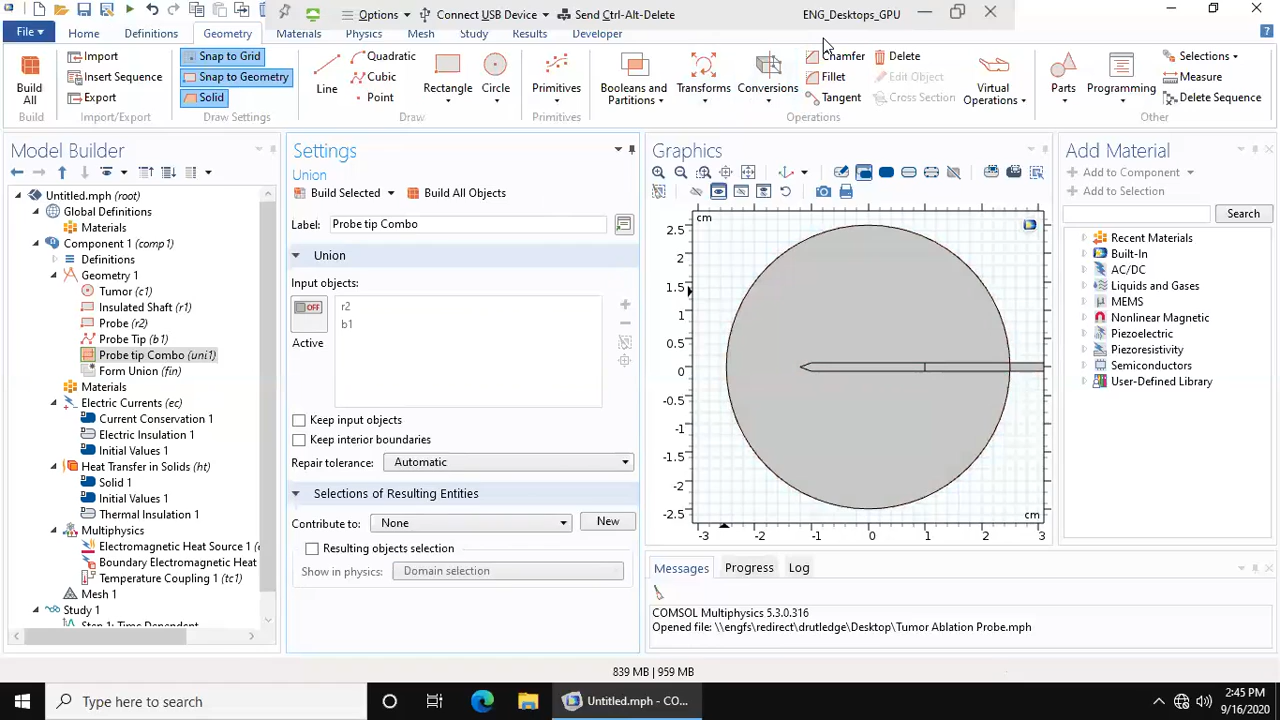 Options
Connect USB Device
Send Ctrl-Alt-Delete
ENG_Desktops_GPU
File
Home
Definitions
Geometry
Materials
Physics
Mesh
Study
Results
Developer
Build All
Import
Insert Sequence
Export
Snap to Grid
Snap to Geometry
Solid
Line
Quadratic
Cubic
Point
Rectangle
Circle
Primitives
Booleans and Partitions
Transforms
Conversions
Chamfer
Fillet
Tangent
Delete
Edit Object
Cross Section
Virtual Operations
Parts
Programming
Selections
Measure
Delete Sequence
Build
Import/Export
Draw Settings
Draw
Primitives
Operations
Other
Model Builder
Untitled.mph (root)
Global Definitions
Materials
Component 1 (comp1)
Definitions
Geometry 1
Tumor (c1)
Insulated Shaft (r1)
Probe (r2)
Probe Tip (b1)
Probe tip Combo (uni1)
Form Union (fin)
Materials
Electric Currents (ec)
Current Conservation 1
Electric Insulation 1
Initial Values 1
Heat Transfer in Solids (ht)
Solid 1
Initial Values 1
Thermal Insulation 1
Multiphysics
Electromagnetic Heat Source 1 (
Boundary Electromagnetic Heat
Temperature Coupling 1 (tc1)
Mesh 1
Study 1
Step 1: Time Dependent
Settings
Union
Build Selected
Build All Objects
Label:
Probe tip Combo
Union
Input objects:
OFF
Active
r2
b1
Keep input objects
Keep interior boundaries
Repair tolerance:
Automatic
Selections of Resulting Entities
Contribute to:
None
New
Resulting objects selection
Show in physics:
Domain selection
Graphics
cm
2.5
2
1.5
1
0.5
0
-0.5
-1
-1.5
-2
-2.5
cm
-3
-2
-1
0
1
2
3
Messages
Progress
Log
COMSOL Multiphysics 5.3.0.316
Opened file: \\engfs\redirect\drutledge\Desktop\Tumor Ablation Probe.mph
Add Material
Add to Component
Add to Selection
Search
Recent Materials
Built-In
AC/DC
Liquids and Gases
MEMS
Nonlinear Magnetic
Piezoelectric
Piezoresistivity
Semiconductors
User-Defined Library
839 MB | 959 MB
Type here to search
Untitled.mph - CO...
2:45 PM
9/16/2020